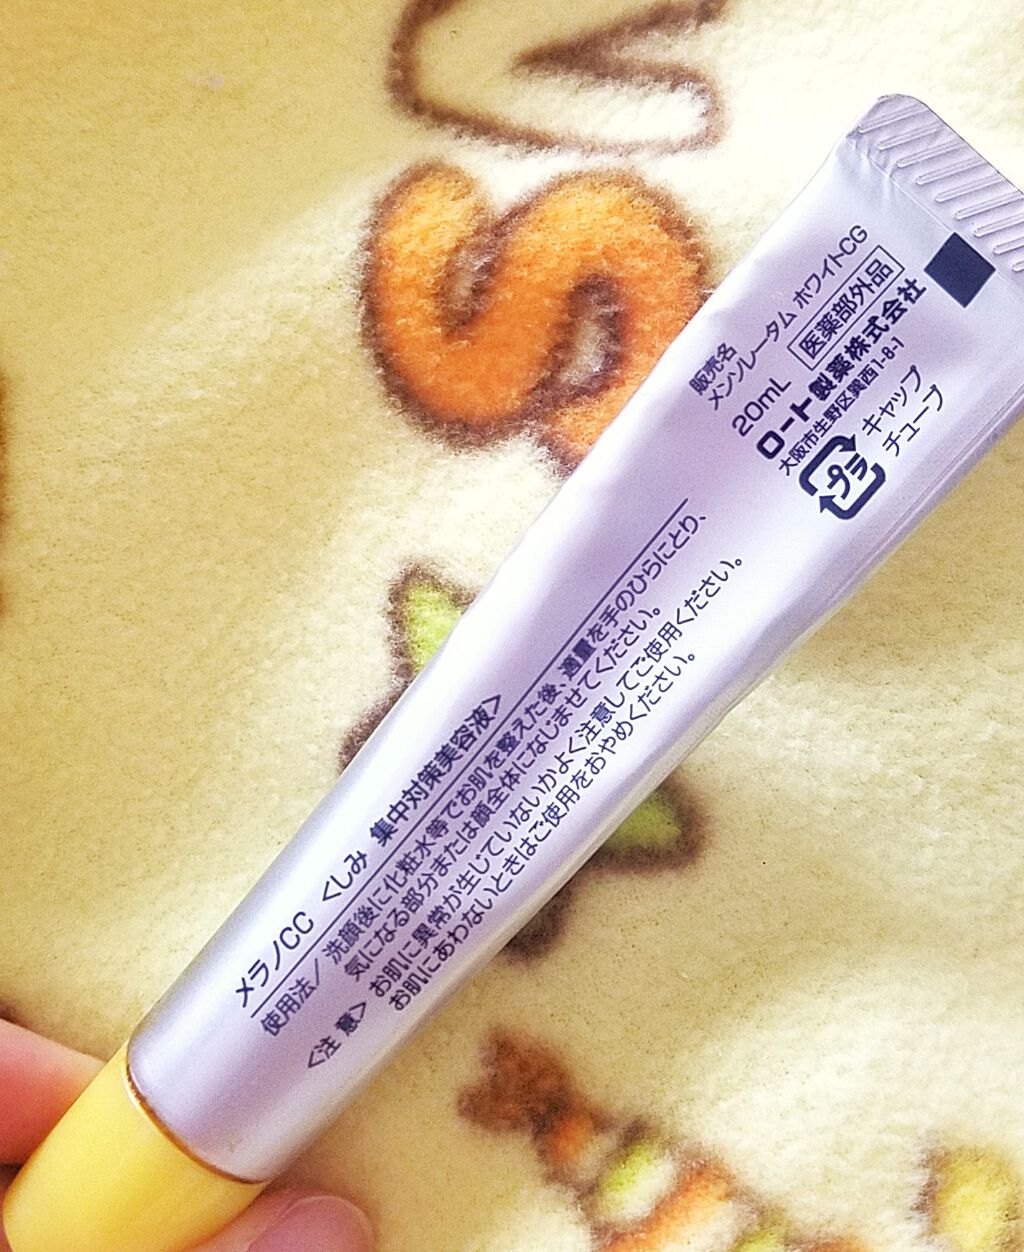 メラノCC <しみ 集中対策美容液>
使用法/洗顔後に化粧水等でお肌を整えた後、適量を手のひらにとり、
気になる部分または顔全体になじませてください。
<注 意> お肌に異常が生じていないかよく注意してご使用ください。
お肌にあわないときはご使用をおやめください。
販売名
メンソレータム ホワイトCG
20mL 医薬部外品
ロート製薬株式会社
大阪市生野区巽西1-8-1
プラ キャップ
チューブ